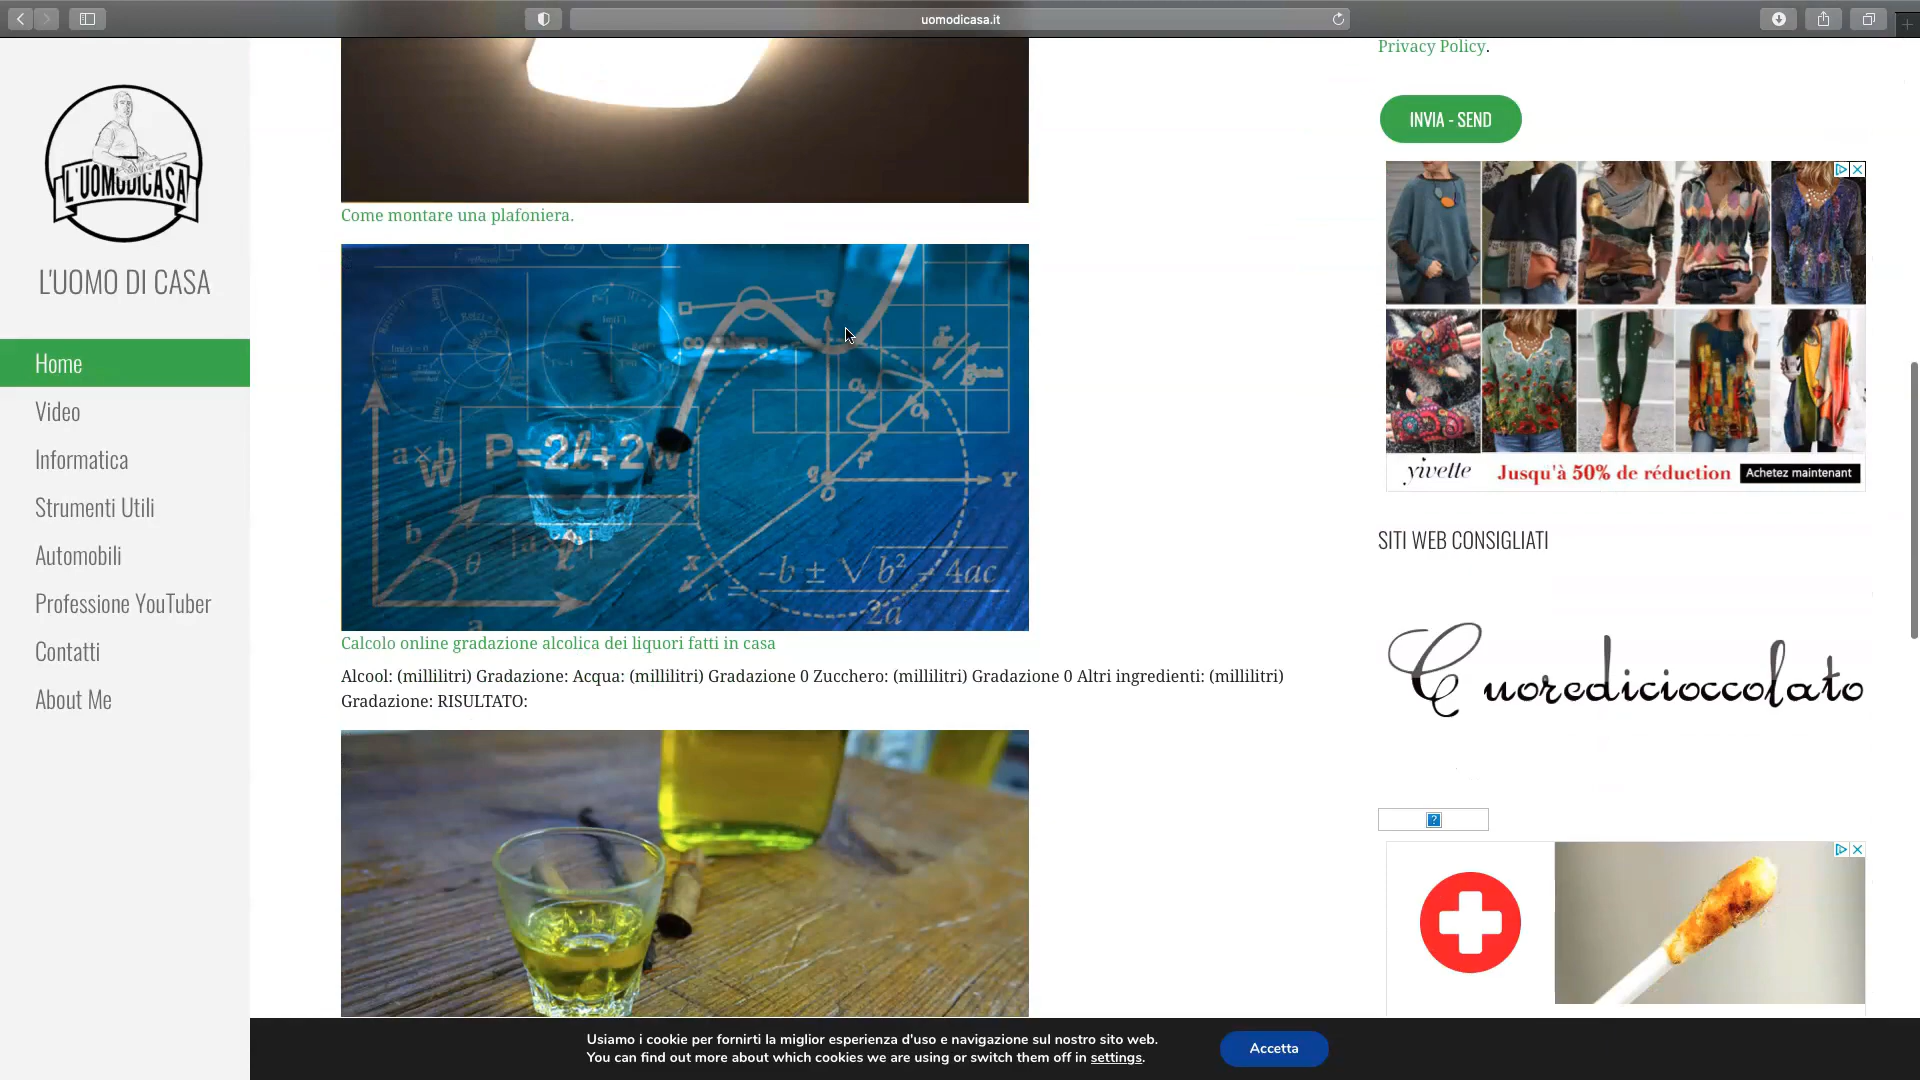 uomodicasa.it
L'UOMODICASA
L'UOMO DI CASA
Home
Video
Informatica
Strumenti Utili
Automobili
Professione YouTuber
Contatti
About Me
Come montare una plafoniera.
a×b
W
P=2ℓ+2w
b
θ
a
Y
X
x = -b ± √b² - 4ac
2a
Calcolo online gradazione alcolica dei liquori fatti in casa
Alcool: (millilitri) Gradazione: Acqua: (millilitri) Gradazione 0 Zucchero: (millilitri) Gradazione 0 Altri ingredienti: (millilitri)
Gradazione: RISULTATO:
Privacy Policy.
INVIA - SEND
yivette Jusqu'à 50% de réduction Achetez maintenant
SITI WEB CONSIGLIATI
Cuoredicioccolato
Usiamo i cookie per fornirti la miglior esperienza d'uso e navigazione sul nostro sito web.
You can find out more about which cookies we are using or switch them off in settings.
Accetta